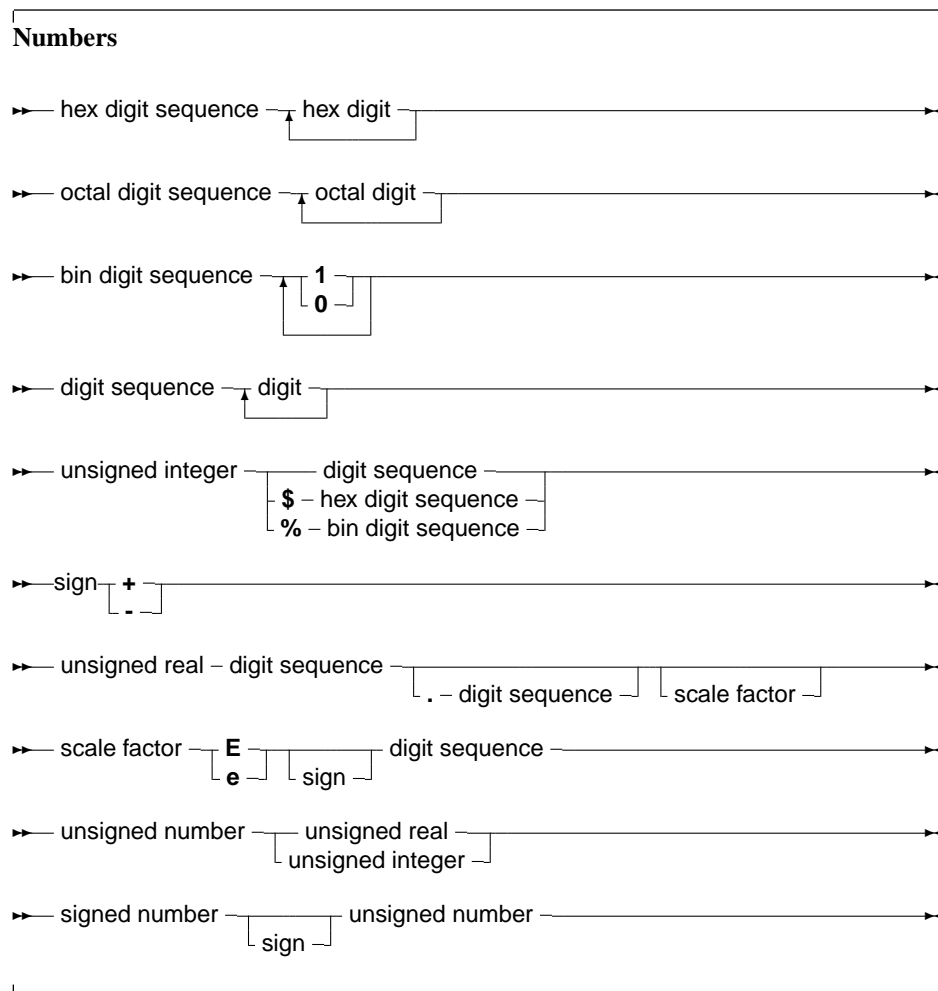 Numbers
hex digit sequence hex digit
octal digit sequence octal digit
bin digit sequence 1
0
digit sequence digit
unsigned integer digit sequence
$ hex digit sequence
% bin digit sequence
sign +
-
unsigned real digit sequence
. digit sequence scale factor
scale factor E digit sequence
e sign
unsigned number unsigned real
unsigned integer
signed number unsigned number
sign